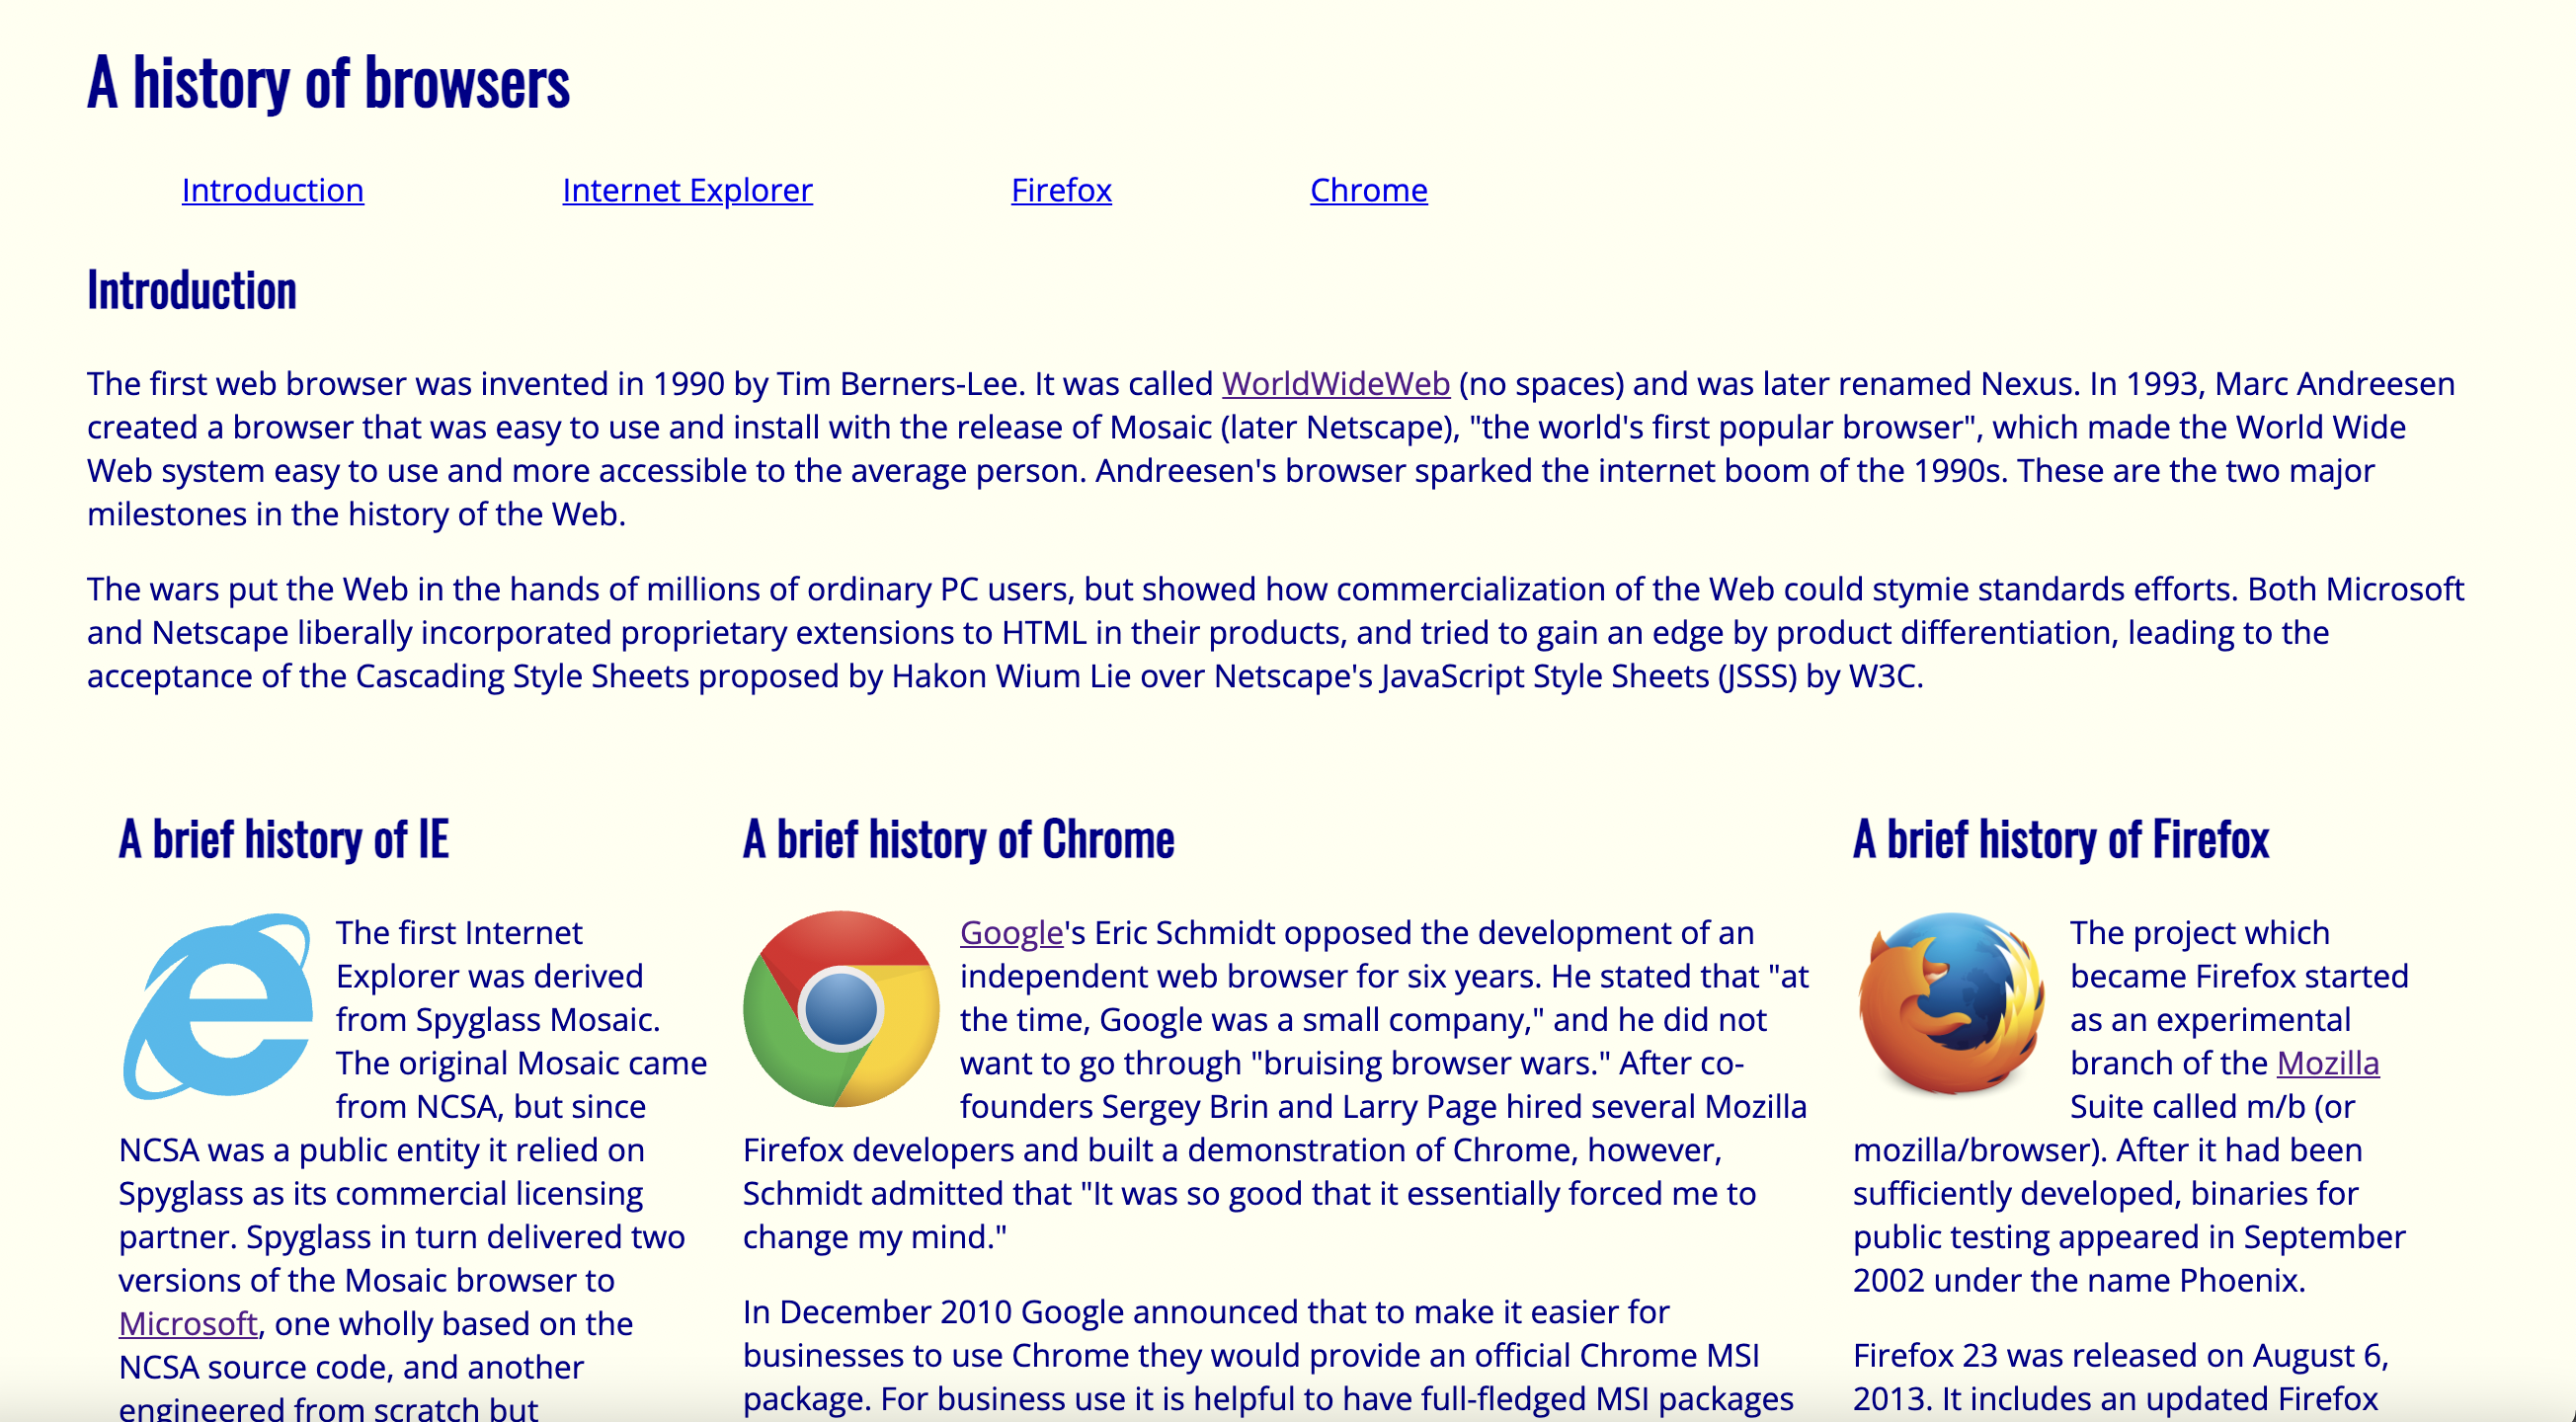 A history of browsers
Introduction
Internet Explorer
Firefox
Chrome
Introduction
The first web browser was invented in 1990 by Tim Berners-Lee. It was called WorldWideWeb (no spaces) and was later renamed Nexus. In 1993, Marc Andreesen
created a browser that was easy to use and install with the release of Mosaic (later Netscape), "the world's first popular browser", which made the World Wide
Web system easy to use and more accessible to the average person. Andreesen's browser sparked the internet boom of the 1990s. These are the two major
milestones in the history of the Web.
The wars put the Web in the hands of millions of ordinary PC users, but showed how commercialization of the Web could stymie standards efforts. Both Microsoft
and Netscape liberally incorporated proprietary extensions to HTML in their products, and tried to gain an edge by product differentiation, leading to the
acceptance of the Cascading Style Sheets proposed by Hakon Wium Lie over Netscape's JavaScript Style Sheets (JSSS) by W3C.
A brief history of IE
The first Internet
Explorer was derived
from Spyglass Mosaic.
The original Mosaic came
from NCSA, but since
NCSA was a public entity it relied on
Spyglass as its commercial licensing
partner. Spyglass in turn delivered two
versions of the Mosaic browser to
Microsoft, one wholly based on the
NCSA source code, and another
engineered from scratch but
A brief history of Chrome
Google's Eric Schmidt opposed the development of an
independent web browser for six years. He stated that "at
the time, Google was a small company," and he did not
want to go through "bruising browser wars." After co-
founders Sergey Brin and Larry Page hired several Mozilla
Firefox developers and built a demonstration of Chrome, however,
Schmidt admitted that "It was so good that it essentially forced me to
change my mind."
In December 2010 Google announced that to make it easier for
businesses to use Chrome they would provide an official Chrome MSI
package. For business use it is helpful to have full-fledged MSI packages
A brief history of Firefox
The project which
became Firefox started
as an experimental
branch of the Mozilla
Suite called m/b (or
mozilla/browser). After it had been
sufficiently developed, binaries for
public testing appeared in September
2002 under the name Phoenix.
Firefox 23 was released on August 6,
2013. It includes an updated Firefox